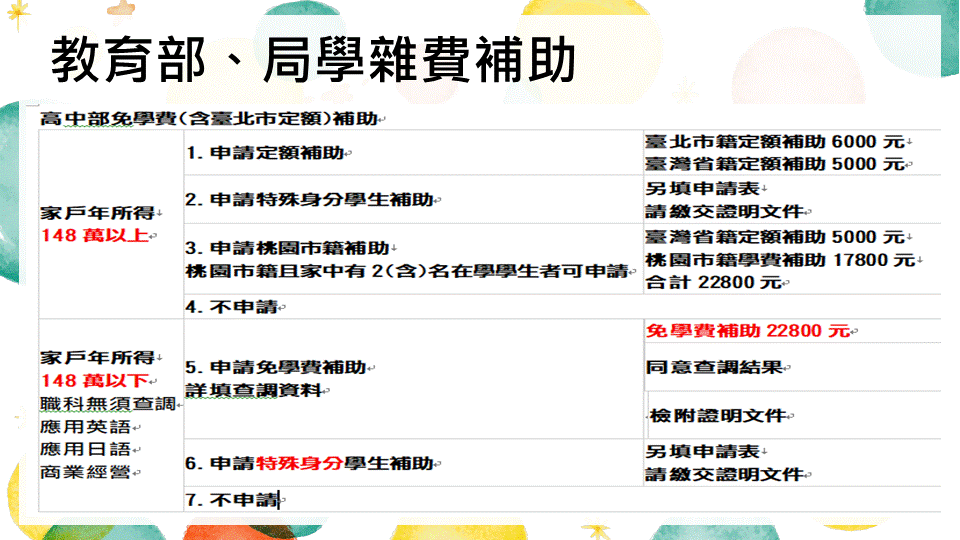 教育部、局學雜費補助
高中部免學費(含臺北市定額)補助
家戶年所得
148 萬以上
1. 申請定額補助
臺北市籍定額補助 6000 元
臺灣省籍定額補助 5000 元
2. 申請特殊身分學生補助
另填申請表
請繳交證明文件
3. 申請桃園市籍補助
桃園市籍且家中有 2(含)名在學學生者可申請
臺灣省籍定額補助 5000 元
桃園市籍學費補助 17800 元
合計 22800 元
4. 不申請
家戶年所得
148 萬以下
職科無須查調
應用英語
應用日語
商業經營
5. 申請免學費補助
詳填查調資料
免學費補助 22800 元
同意查調結果
檢附證明文件
6. 申請特殊身分學生補助
另填申請表
請繳交證明文件
7. 不申請